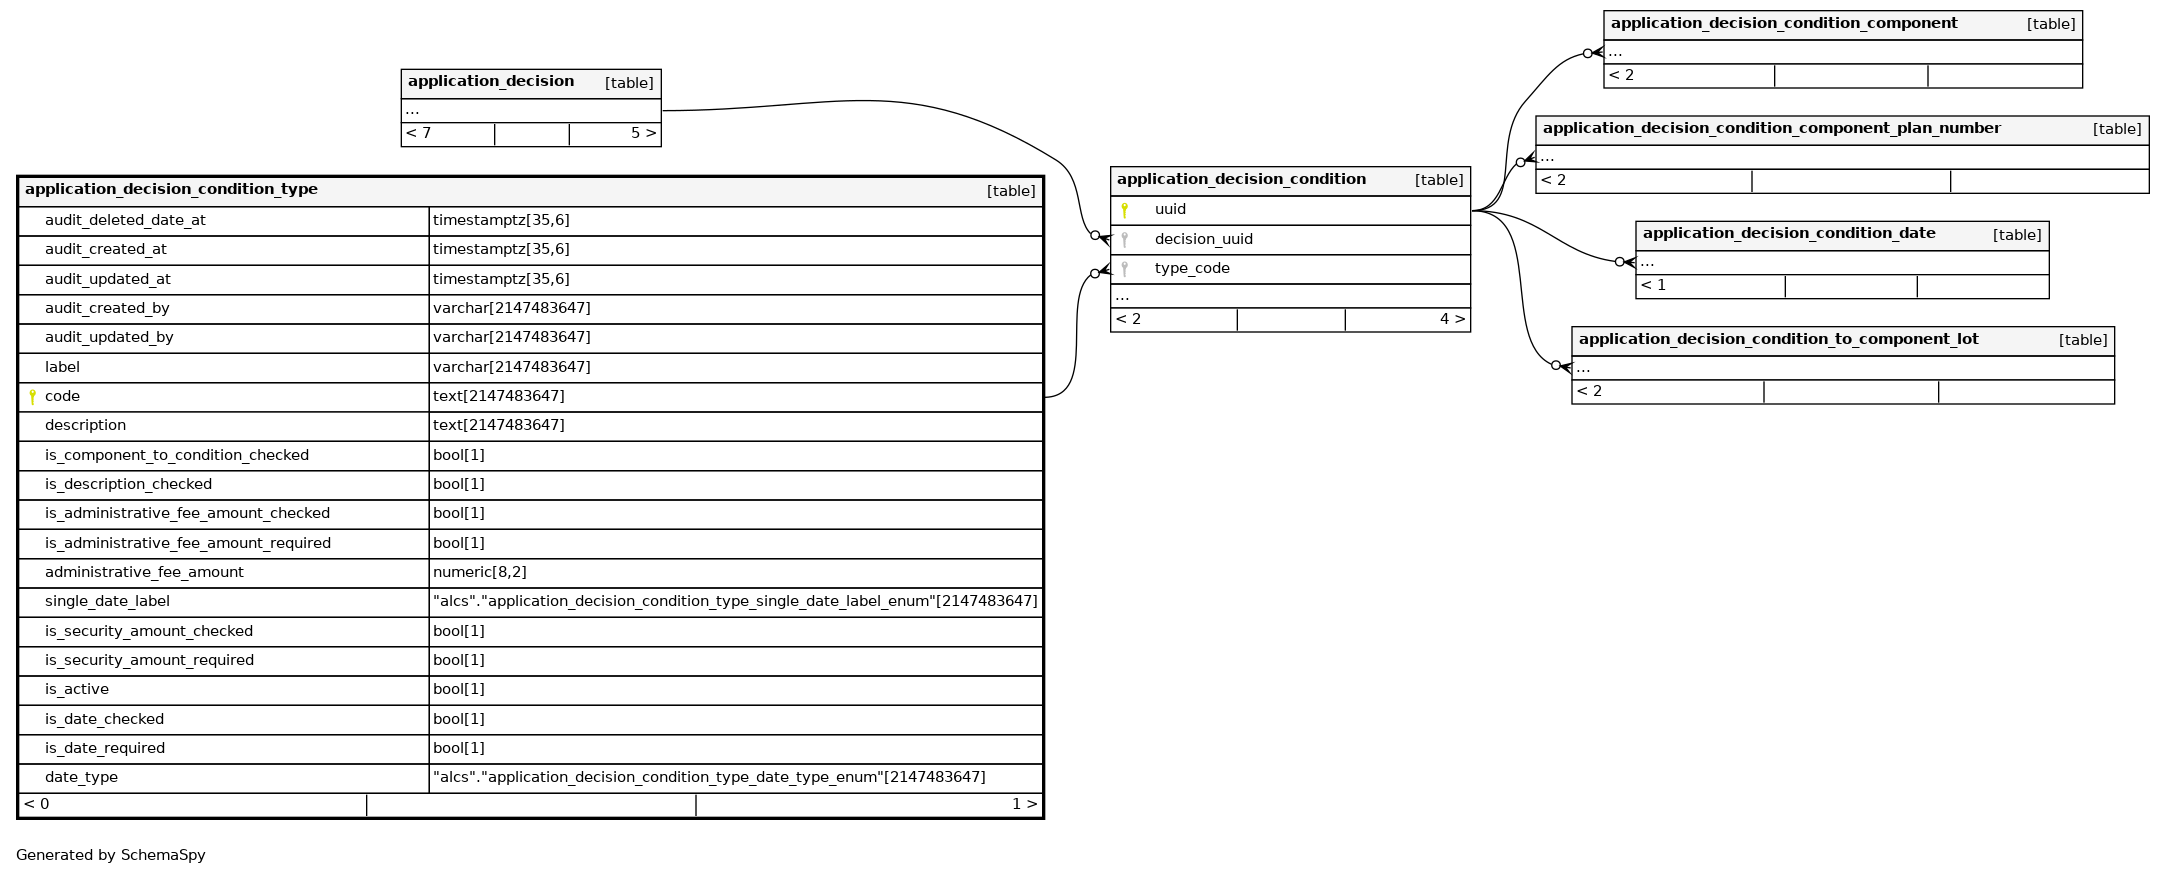 application_decision [table]
...
< 7 5 >
application_decision_condition_type [table]
audit_deleted_date_at timestamptz[35,6]
audit_created_at timestamptz[35,6]
audit_updated_at timestamptz[35,6]
audit_created_by varchar[2147483647]
audit_updated_by varchar[2147483647]
label varchar[2147483647]
code text[2147483647]
description text[2147483647]
is_component_to_condition_checked bool[1]
is_description_checked bool[1]
is_administrative_fee_amount_checked bool[1]
is_administrative_fee_amount_required bool[1]
administrative_fee_amount numeric[8,2]
single_date_label "alcs"."application_decision_condition_type_single_date_label_enum"[2147483647]
is_security_amount_checked bool[1]
is_security_amount_required bool[1]
is_active bool[1]
is_date_checked bool[1]
is_date_required bool[1]
date_type "alcs"."application_decision_condition_type_date_type_enum"[2147483647]
< 0 1 >
application_decision_condition [table]
uuid
decision_uuid
type_code
...
< 2 4 >
application_decision_condition_component [table]
...
< 2
application_decision_condition_component_plan_number [table]
...
< 2
application_decision_condition_date [table]
...
< 1
application_decision_condition_to_component_lot [table]
...
< 2
Generated by SchemaSpy